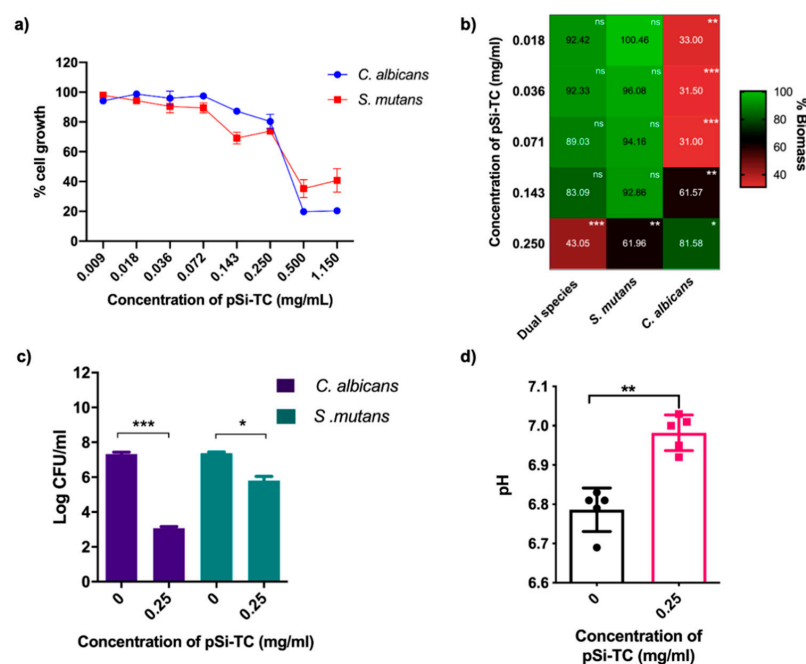 a)
% cell growth
120
100
80
60
40
20
0
0.009
0.018
0.036
0.072
0.143
0.250
0.500
1.150
Concentration of pSi-TC (mg/mL)
C. albicans
S. mutans
b)
Concentration of pSi-TC (mg/ml)
0.018
0.036
0.071
0.143
0.250
ns ns **
92.42 100.46 33.00
ns ns ***
92.33 96.08 31.50
ns ns ***
89.03 94.16 31.00
ns ns **
83.09 92.86 61.57
*** ** *
43.05 61.96 81.58
Dual species
S. mutans
C. albicans
100
80
60
40
% Biomass
c)
Log CFU/ml
12
10
8
6
4
2
0
*** *
0
0.25
0
0.25
Concentration of pSi-TC (mg/ml)
C. albicans
S .mutans
d)
pH
7.1
7.0
6.9
6.8
6.7
6.6
**
0
0.25
Concentration of
pSi-TC (mg/ml)